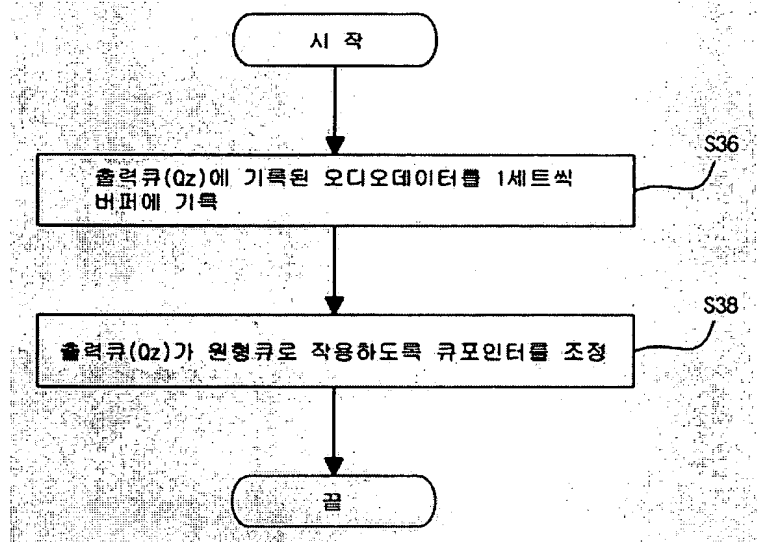 시 작
S36
출력큐(Qz)에 기록된 오디오데이터를 1세트씩
버퍼에 기록
S38
출력큐(Qz)가 원형큐로 작용하도록 큐포인터를 조정
끝